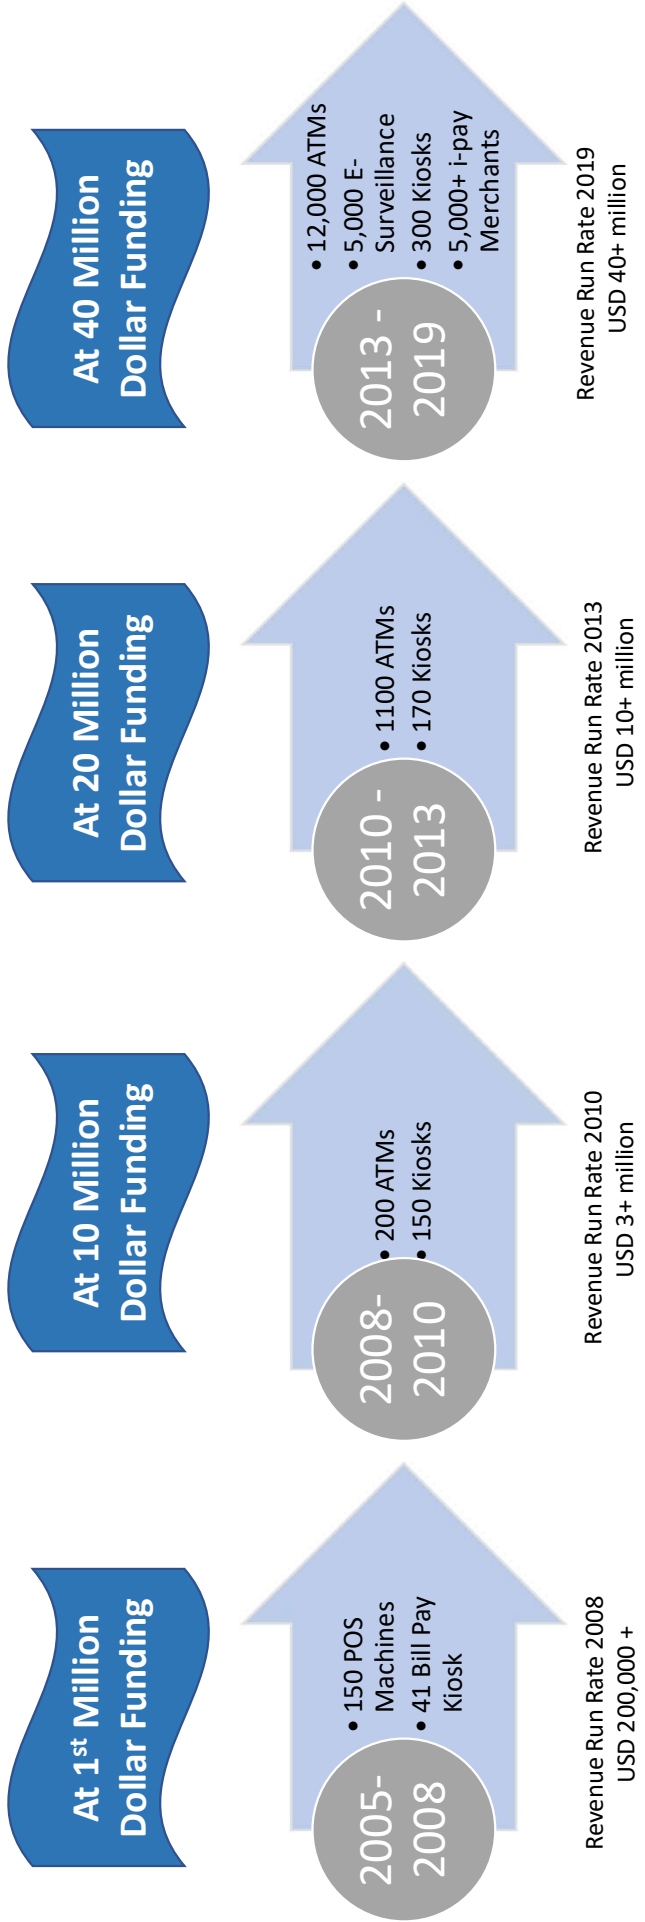 At 1st Million
Dollar Funding
2005-
2008
• 150 POS
Machines
• 41 Bill Pay
Kiosk
Revenue Run Rate 2008
USD 200,000 +
At 10 Million
Dollar Funding
2008-
2010
• 200 ATMs
• 150 Kiosks
Revenue Run Rate 2010
USD 3+ million
At 20 Million
Dollar Funding
2010 -
2013
• 1100 ATMs
• 170 Kiosks
Revenue Run Rate 2013
USD 10+ million
At 40 Million
Dollar Funding
2013 -
2019
• 12,000 ATMs
• 5,000 E-
Surveillance
• 300 Kiosks
• 5,000+ i-pay
Merchants
Revenue Run Rate 2019
USD 40+ million